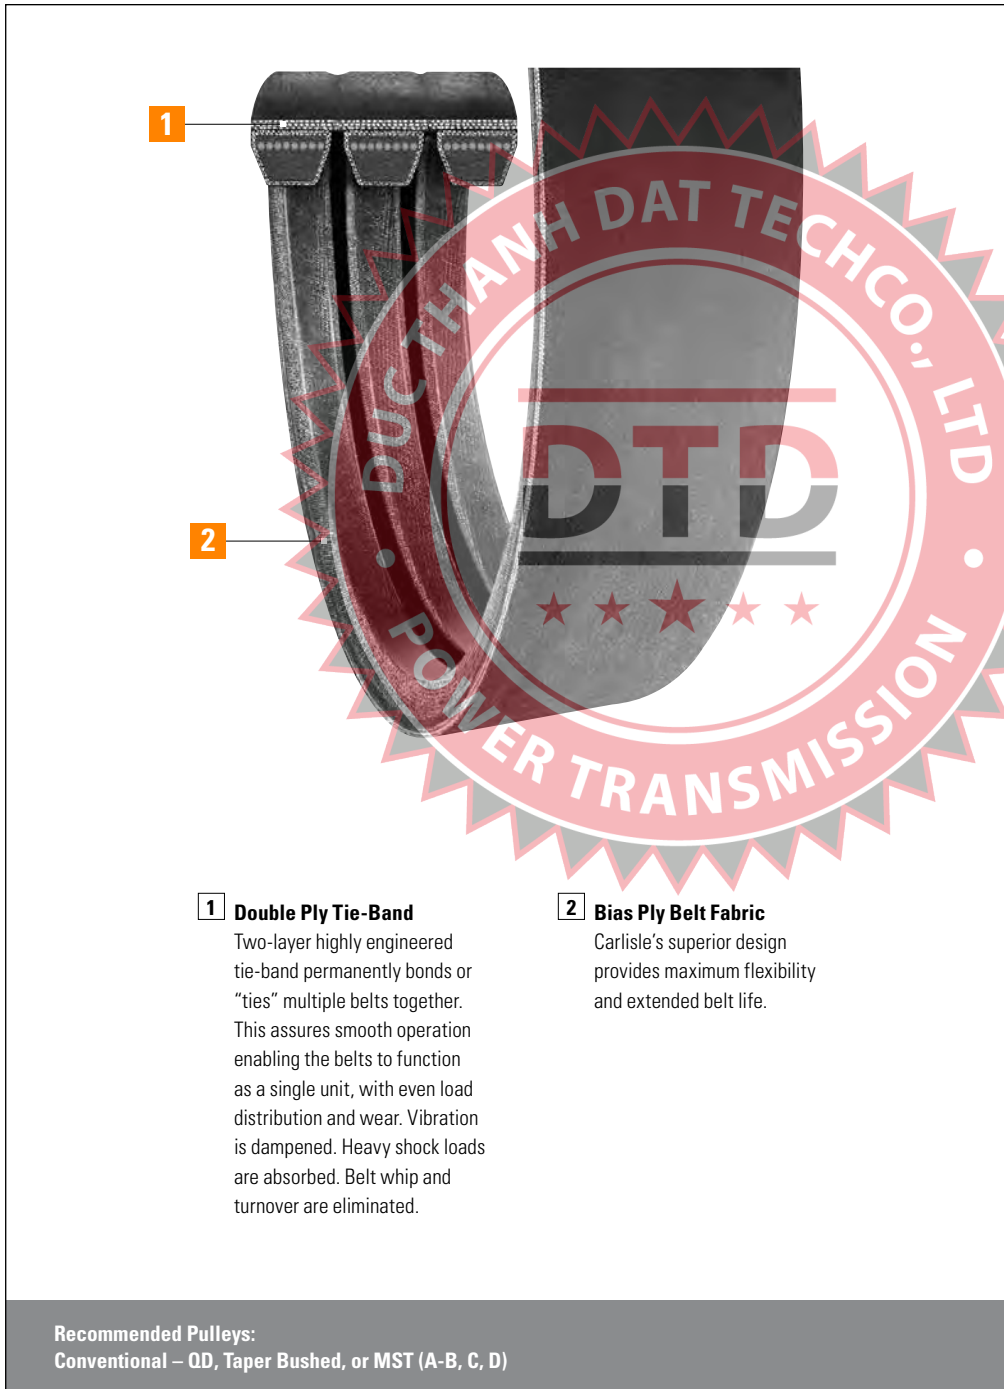 1
2
DUC THANH DAT TECHCO., LTD
DTD
POWER TRANSMISSION
1 Double Ply Tie-Band
Two-layer highly engineered
tie-band permanently bonds or
“ties” multiple belts together.
This assures smooth operation
enabling the belts to function
as a single unit, with even load
distribution and wear. Vibration
is dampened. Heavy shock loads
are absorbed. Belt whip and
turnover are eliminated.
2 Bias Ply Belt Fabric
Carlisle’s superior design
provides maximum flexibility
and extended belt life.
Recommended Pulleys:
Conventional – QD, Taper Bushed, or MST (A-B, C, D)